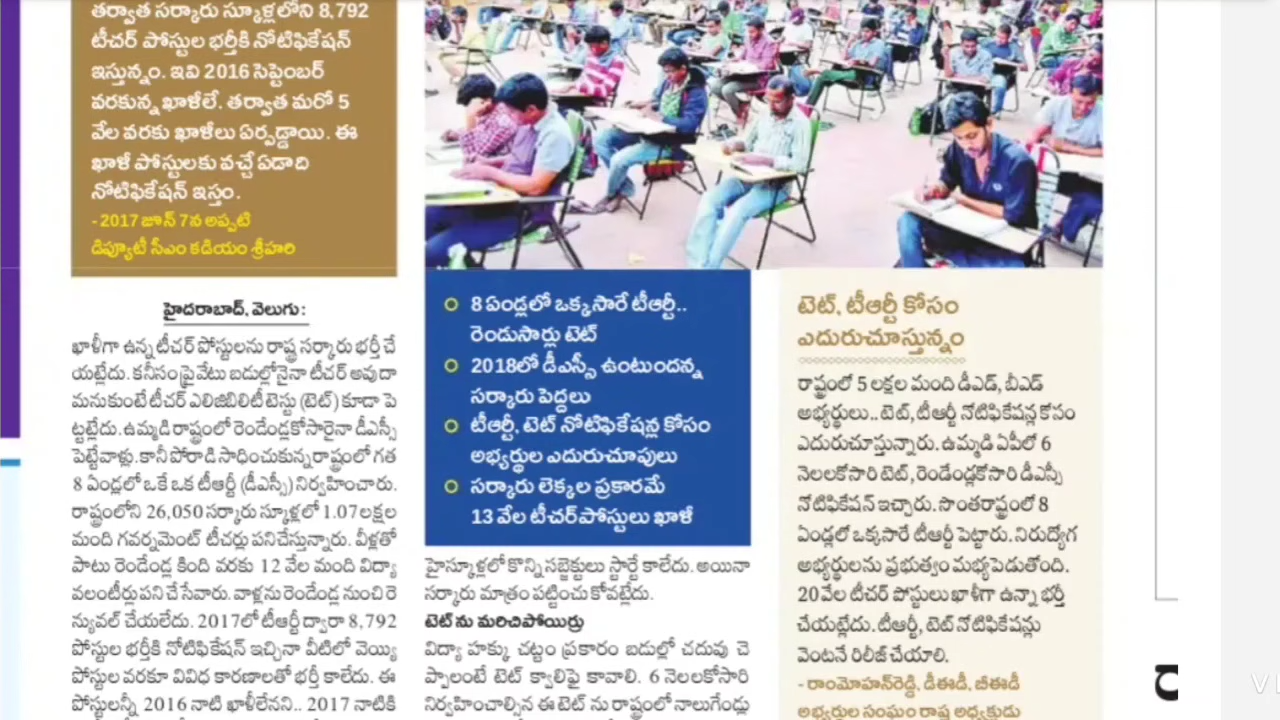 తర్వాత సర్కారు స్కూళ్లలోని 8,792
టీచర్ పోస్టుల భర్తీకి నోటిఫికేషన్
ఇస్తున్నం. ఇవి 2016 సెప్టెంబర్
వరకున్న ఖాళీలే. తర్వాత మరో 5
వేల వరకు ఖాళీలు ఏర్పడ్డాయి. ఈ
ఖాళీ పోస్టులకు వచ్చే ఏడాది
నోటిఫికేషన్ ఇస్తం.
- 2017 జూన్ 7న అప్పటి
డిప్యూటీ సీఎం కడియం శ్రీహరి
హైదరాబాద్, వెలుగు:
ఖాళీగా ఉన్న టీచర్ పోస్టులను రాష్ట్ర సర్కారు భర్తీ చే
యట్లేదు. కనీసం ప్రైవేటు బడుల్లోనైనా టీచర్ అవుదా
మనుకుంటే టీచర్ ఎలిజిబిలిటీ టెస్టు (టెట్) కూడా పె
ట్టట్లేదు. ఉమ్మడి రాష్ట్రంలో రెండేండ్లకోసారైనా డీఎస్సీ
పెట్టేవాళ్లు. కానీ పోరాడి సాధించుకున్న రాష్ట్రంలో గత
8 ఏండ్లలో ఒకే ఒక టీఆర్టీ (డీఎస్సీ) నిర్వహించారు.
రాష్ట్రంలోని 26,050 సర్కారు స్కూళ్లలో 1.07 లక్షల
మంది గవర్నమెంట్ టీచర్లు పనిచేస్తున్నారు. వీళ్లతో
పాటు రెండేండ్ల కింది వరకు 12 వేల మంది విద్యా
వలంటీర్లు పని చేసేవారు. వాళ్లను రెండేండ్ల నుంచి రె
న్యువల్ చేయలేదు. 2017లో టీఆర్టీ ద్వారా 8,792
పోస్టుల భర్తీకి నోటిఫికేషన్ ఇచ్చినా వీటిలో వెయ్యి
పోస్టుల వరకూ వివిధ కారణాలతో భర్తీ కాలేదు. ఈ
పోస్టులన్నీ 2016 నాటి ఖాళీలేనని.. 2017 నాటికి
8 ఏండ్లలో ఒక్కసారే టీఆర్టీ..
రెండుసార్లు టెట్
2018లో డీఎస్సీ ఉంటుందన్న
సర్కారు పెద్దలు
టీఆర్టీ, టెట్ నోటిఫికేషన్ల కోసం
అభ్యర్థుల ఎదురుచూపులు
సర్కారు లెక్కల ప్రకారమే
13 వేల టీచర్ పోస్టులు ఖాళీ
హైస్కూళ్లలో కొన్ని సబ్జెక్టులు స్టార్టే కాలేదు. అయినా
సర్కారు మాత్రం పట్టించుకోవట్లేదు.
టెట్ ను మరిచిపోయిర్రు
విద్యా హక్కు చట్టం ప్రకారం బడుల్లో చదువు చె
ప్పాలంటే టెట్ క్వాలిఫై కావాలి. 6 నెలలకోసారి
నిర్వహించాల్సిన ఈ టెట్ ను రాష్ట్రంలో నాలుగేండ్లు
టెట్, టీఆర్టీ కోసం
ఎదురుచూస్తున్నం
రాష్ట్రంలో 5 లక్షల మంది డీఎడ్, బీఎడ్
అభ్యర్థులు.. టెట్, టీఆర్టీ నోటిఫికేషన్ల కోసం
ఎదురుచూస్తున్నారు. ఉమ్మడి ఏపీలో 6
నెలలకోసారి టెట్, రెండేండ్లకోసారి డీఎస్సీ
నోటిఫికేషన్ ఇచ్చారు. సొంతరాష్ట్రంలో 8
ఏండ్లలో ఒక్కసారే టీఆర్టీ పెట్టారు. నిరుద్యోగ
అభ్యర్థులను ప్రభుత్వం మభ్యపెడుతోంది.
20 వేల టీచర్ పోస్టులు ఖాళీగా ఉన్నా భర్తీ
చేయట్లేదు. టీఆర్టీ, టెట్ నోటిఫికేషన్లు
వెంటనే రిలీజ్ చేయాలి.
- రాంమోహన్‌రెడ్డి, డీఈడీ, బీఈడీ
అభ్యర్థుల సంఘం రాష్ట్ర అధ్యక్షుడు